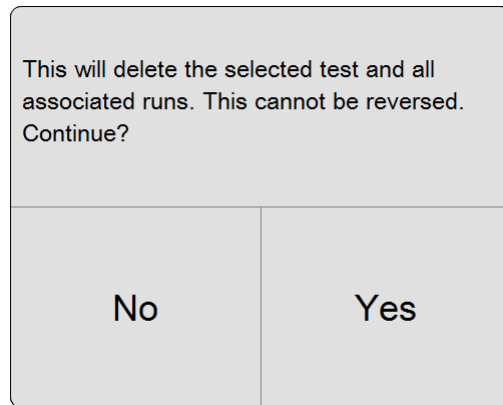 This will delete the selected test and all
associated runs. This cannot be reversed.
Continue?
No
Yes